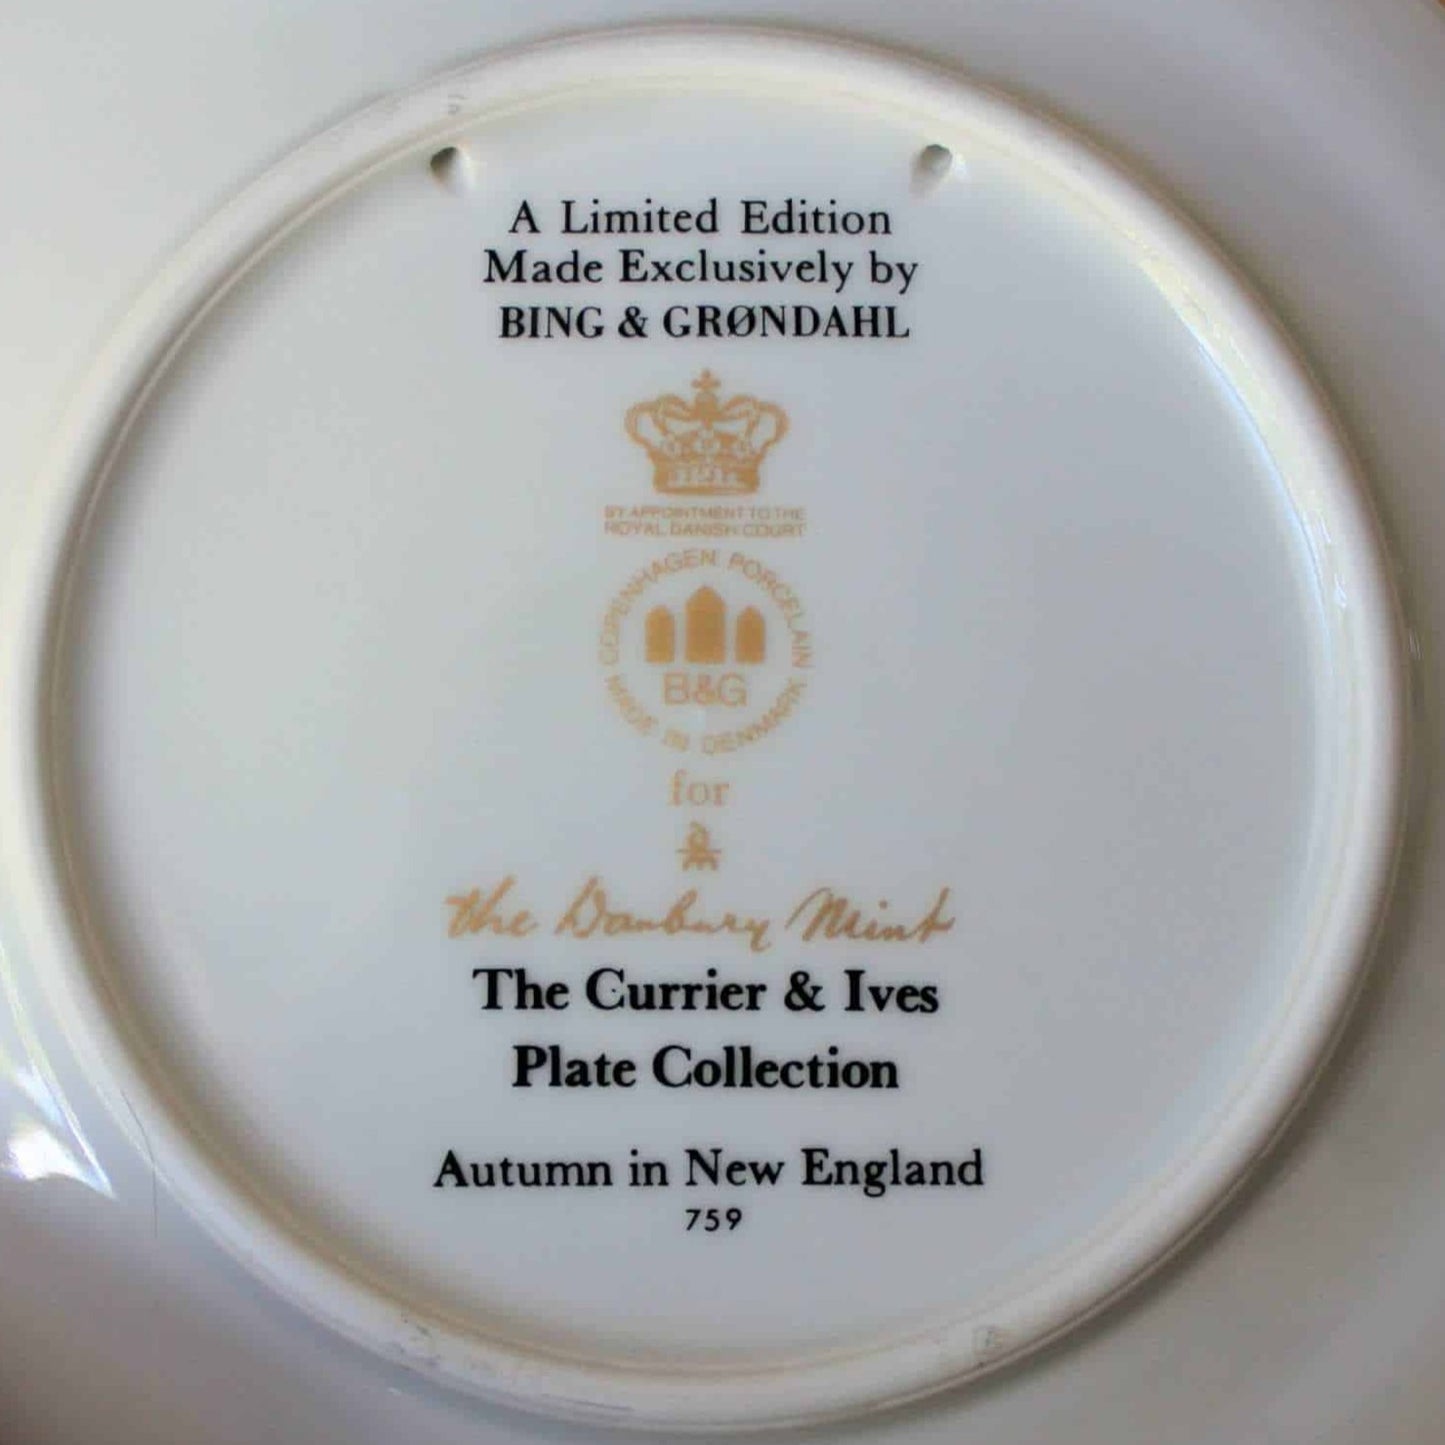 A Limited Edition
Made Exclusively by
BING & GRØNDAHL
BY APPOINTMENT TO THE
ROYAL DANISH COURT
COPENHAGEN PORCELAIN
B&G
MADE IN DENMARK
for
the Danbury Mint
The Currier & Ives
Plate Collection
Autumn in New England
759